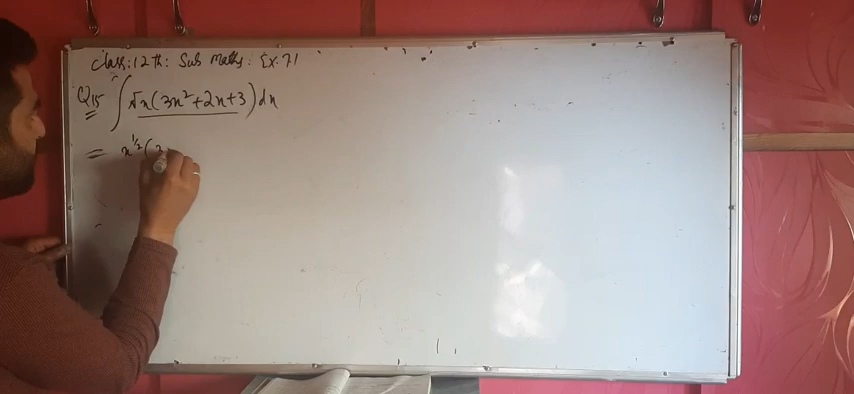 Class: 12th: Sub Maths: Ex. 7.1
Q15 ∫√x(3x²+2x+3)dx
= x^1/2 (3